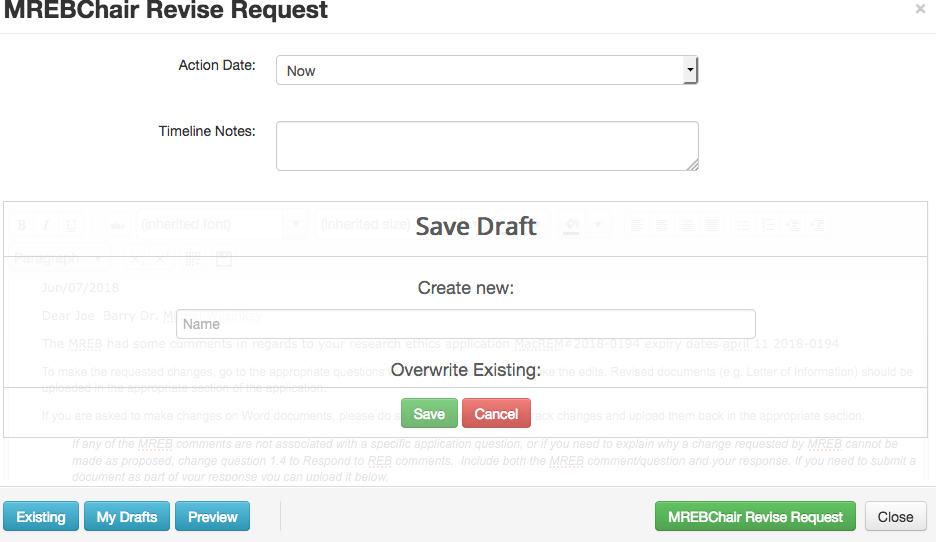 MREBChair Revise Request
×
Action Date:
Now
Timeline Notes:
B I U abc (inherited font) (inherited size)
Save Draft
Paragraph
Create new:
Jun/07/2018
Dear Joe Barry Dr.
Name
The MREB had some comments in regards to your research ethics application MacREM#2018-0194 expiry dates april 11 2018-0194
Overwrite Existing:
To make the requested changes, go to the appropriate questions ke the edits. Revised documents (e.g. Letter of Information) should be
uploaded in the appropriate section of the application.
Save Cancel
If you are asked to make changes on Word documents, please do s rack changes and upload them back in the appropriate section.
If any of the MREB comments are not associated with a specific application question, or if you need to explain why a change requested by MREB cannot be
made as proposed, change question 1.4 to Respond to REB comments. Include both the MREB comment/question and your response. If you need to submit a
document as part of your response you can upload it below.
Existing My Drafts Preview MREBChair Revise Request Close